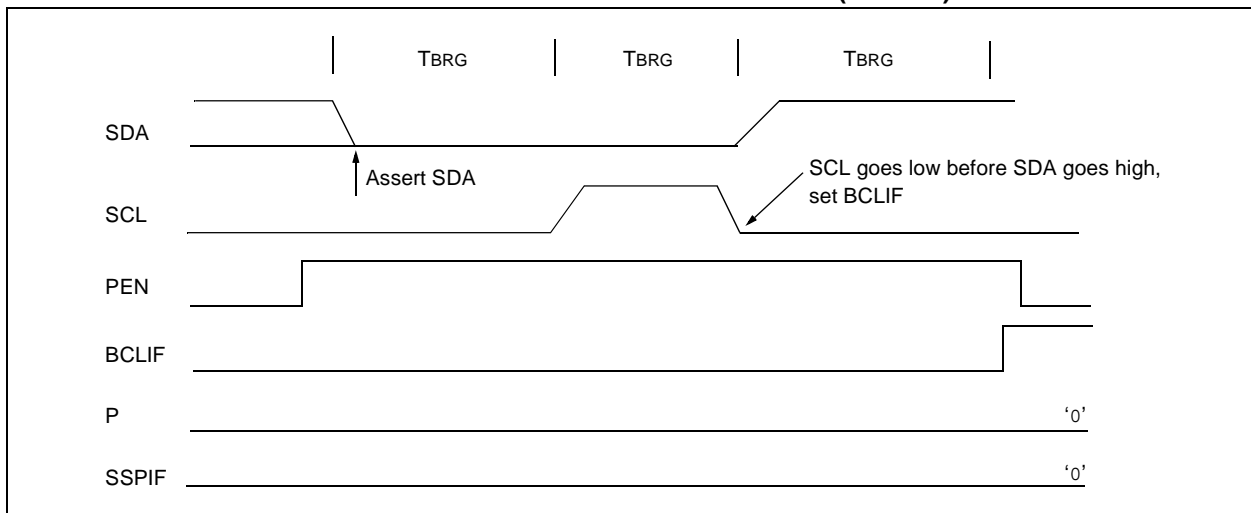 TBRG TBRG TBRG
SDA
Assert SDA
SCL goes low before SDA goes high,
set BCLIF
SCL
PEN
BCLIF
P
‘0’
SSPIF
‘0’